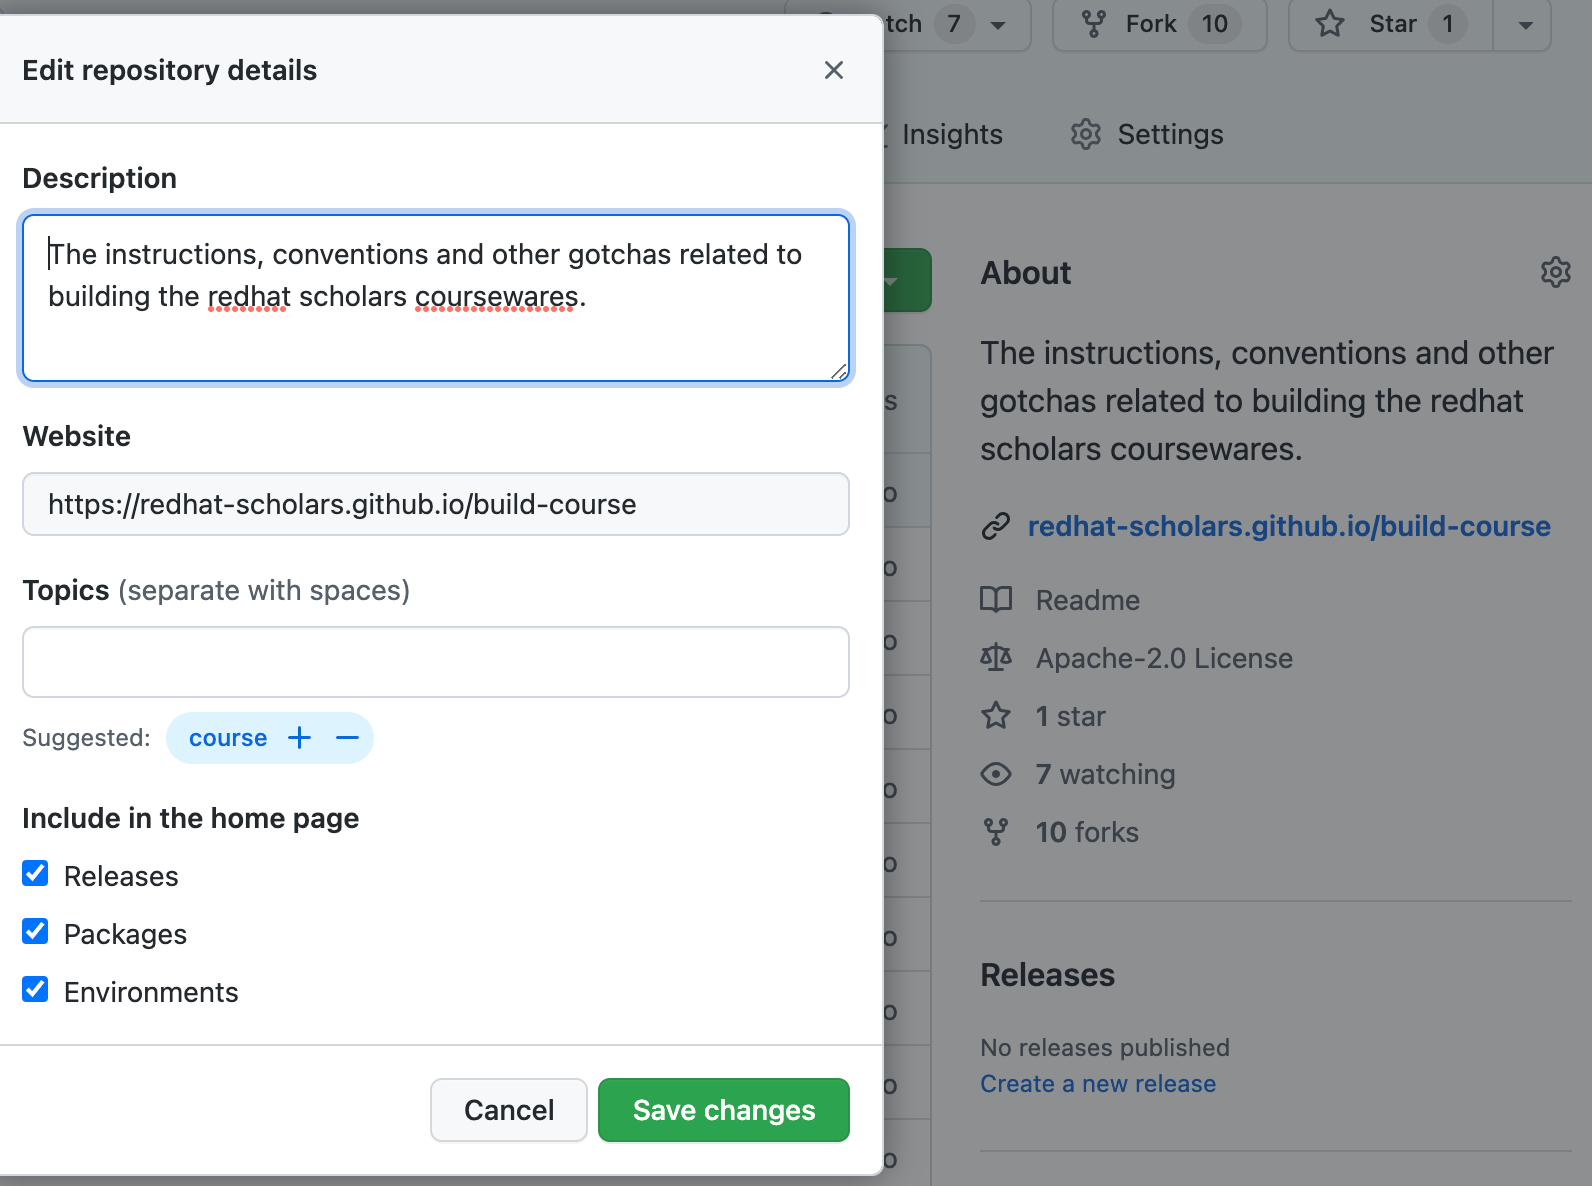 tch 7
Fork 10
Star 1
Edit repository details
Insights
Settings
Description
The instructions, conventions and other gotchas related to
building the redhat scholars coursewares.
Website
https://redhat-scholars.github.io/build-course
Topics (separate with spaces)
Suggested: course + −
Include in the home page
Releases
Packages
Environments
Cancel
Save changes
s
o
o
o
o
o
o
o
o
o
o
About
The instructions, conventions and other
gotchas related to building the redhat
scholars coursewares.
redhat-scholars.github.io/build-course
Readme
Apache-2.0 License
1 star
7 watching
10 forks
Releases
No releases published
Create a new release